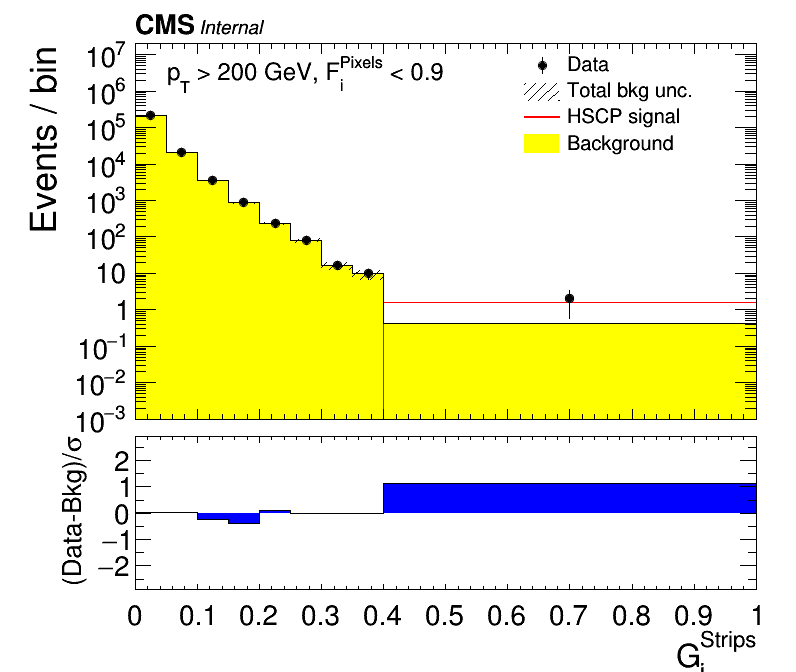 CMS Internal
p_T > 200 GeV, F_i^Pixels < 0.9
Data
Total bkg unc.
HSCP signal
Background
Events / bin
10^7
10^6
10^5
10^4
10^3
10^2
10
1
10^−1
10^−2
10^−3
(Data-Bkg)/σ
2
1
0
−1
−2
0 0.1 0.2 0.3 0.4 0.5 0.6 0.7 0.8 0.9 1
G_i^Strips